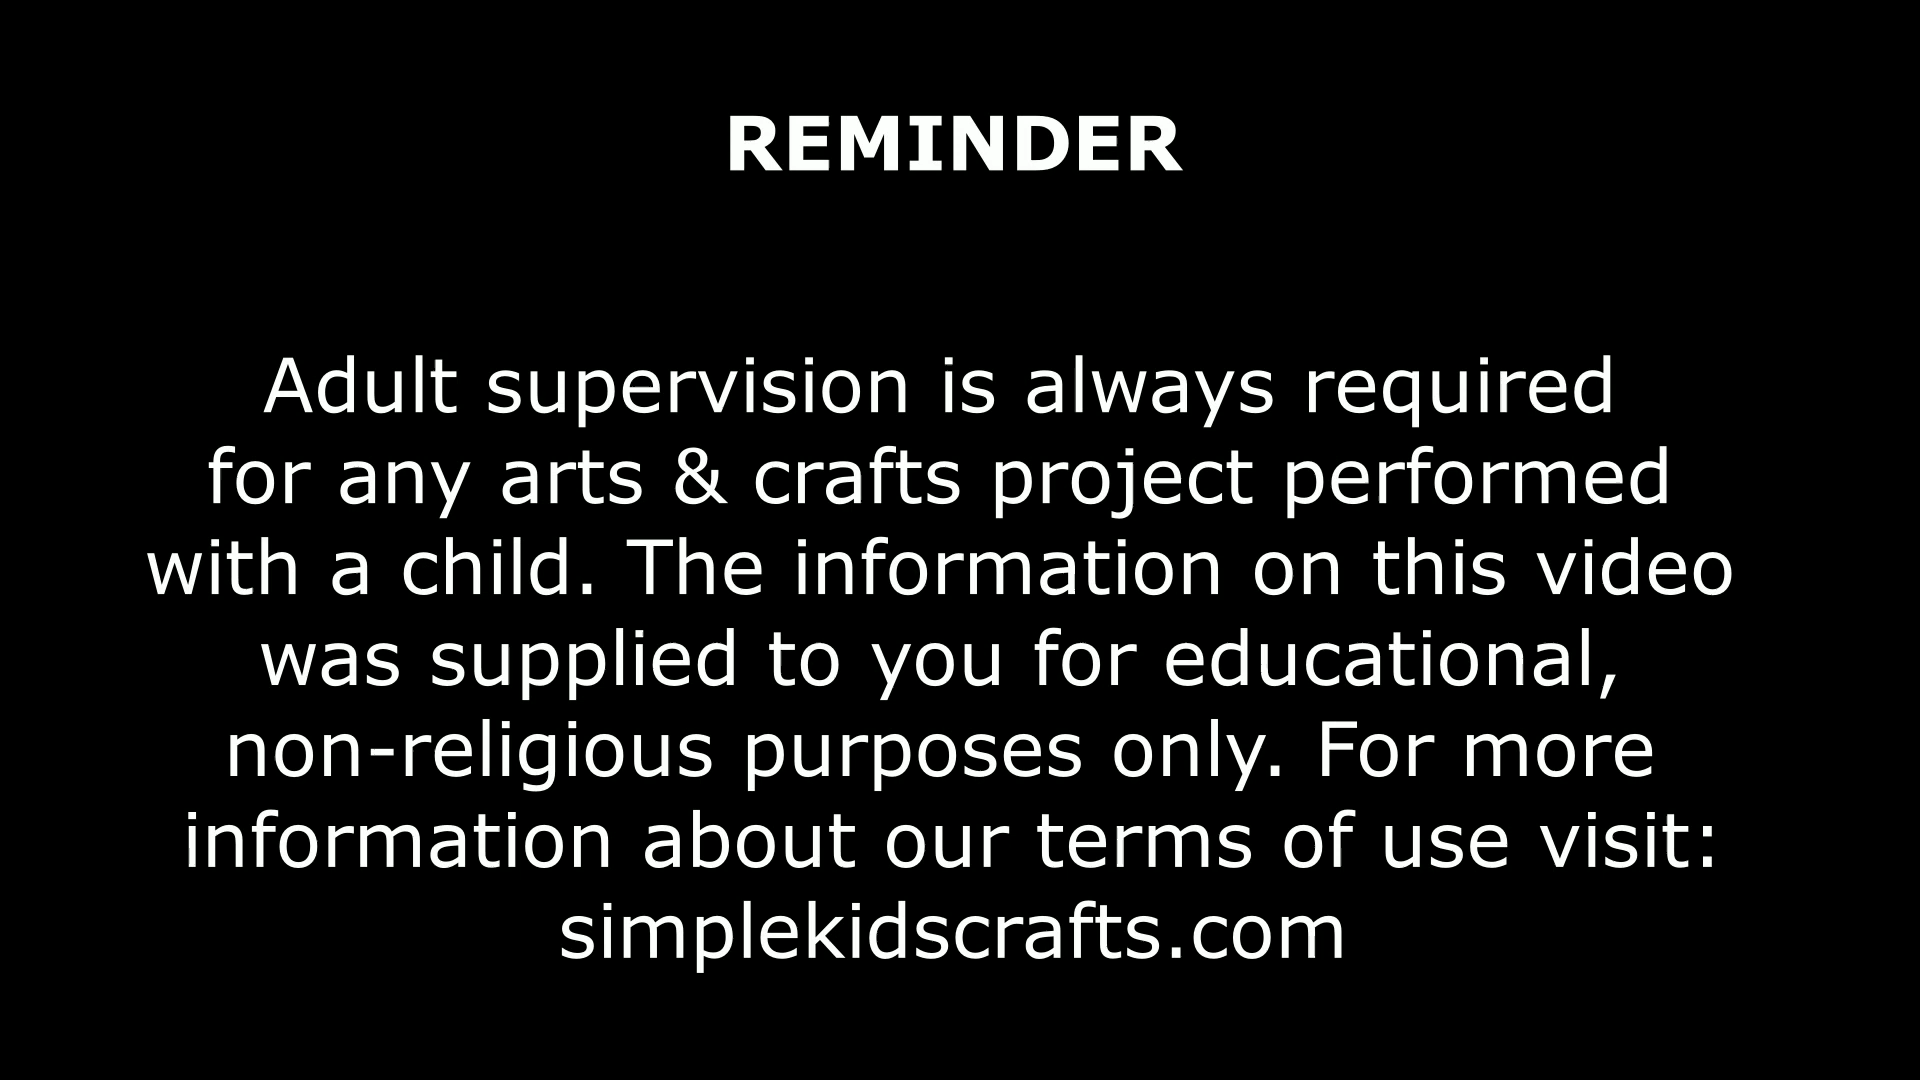 REMINDER
Adult supervision is always required
for any arts & crafts project performed
with a child. The information on this video
was supplied to you for educational,
non-religious purposes only. For more
information about our terms of use visit:
simplekidscrafts.com